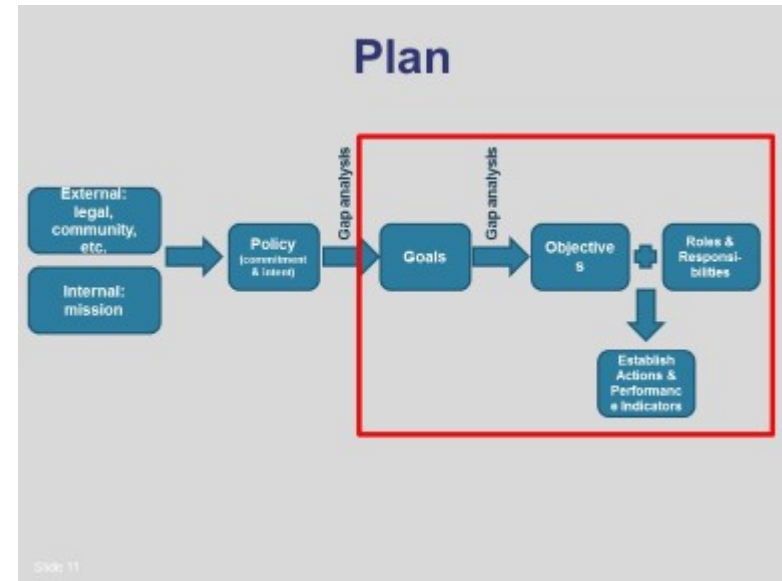 Plan
External:
legal,
community,
etc.
Internal:
mission
Policy
(commitment
& intent)
Gap analysis
Goals
Gap analysis
Objective
s
Roles &
Responsi-
bilities
Establish
Actions &
Performanc
e Indicators
Slide 11